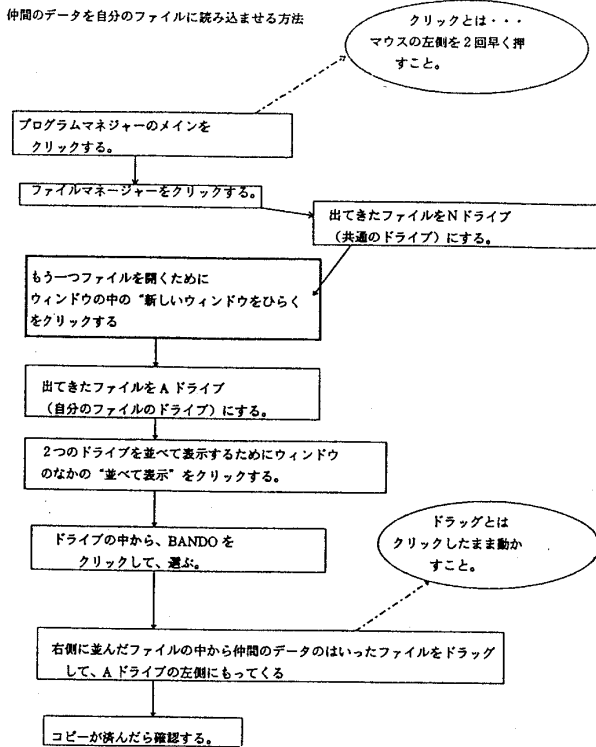 仲間のデータを自分のファイルに読み込ませる方法
クリックとは・・・
マウスの左側を2回早く押
すこと。
プログラムマネジャーのメインを
クリックする。
ファイルマネージャーをクリックする。
出てきたファイルをNドライブ
(共通のドライブ)にする。
もう一つファイルを開くために
ウィンドウの中の“新しいウィンドウをひらく
をクリックする
出てきたファイルをAドライブ
(自分のファイルのドライブ)にする。
2つのドライブを並べて表示するためにウィンドウ
のなかの“並べて表示”をクリックする。
ドライブの中から、BANDOを
クリックして、選ぶ。
ドラッグとは
クリックしたまま動か
すこと。
右側に並んだファイルの中から仲間のデータのはいったファイルをドラッグ
して、Aドライブの左側にもってくる
コピーが済んだら確認する。